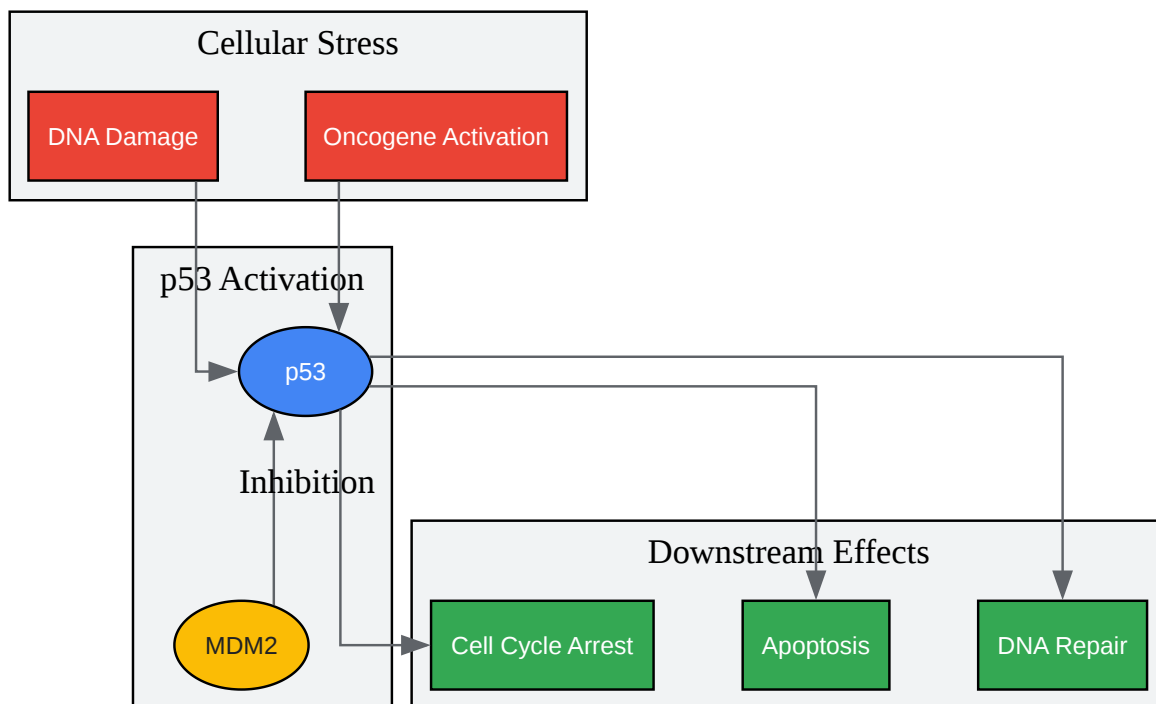 Cellular Stress
DNA Damage
Oncogene Activation
p53 Activation
p53
Inhibition
Downstream Effects
MDM2
Cell Cycle Arrest
Apoptosis
DNA Repair